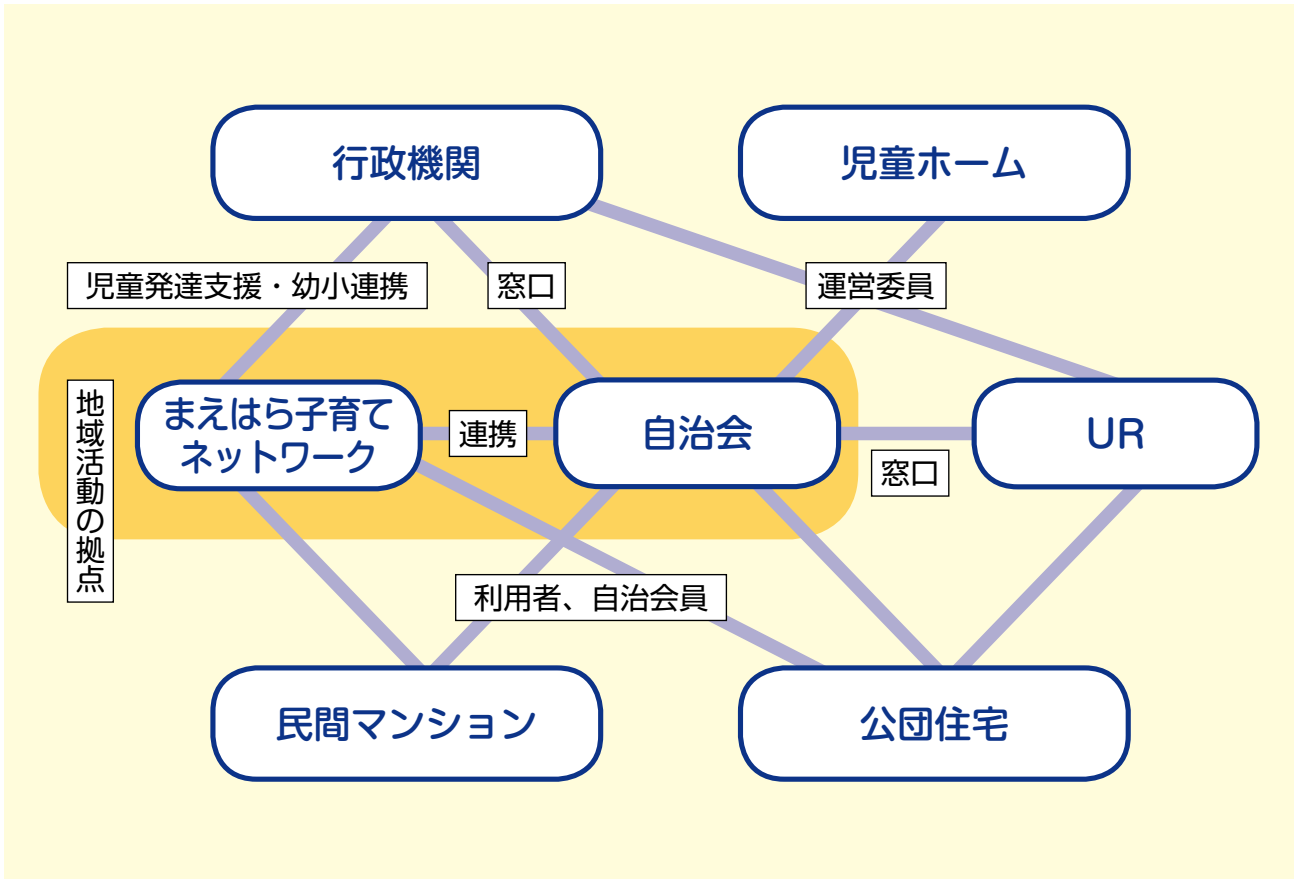 行政機関
児童ホーム
児童発達支援・幼小連携
窓口
運営委員
地域活動の拠点
まえはら子育て
ネットワーク
連携
自治会
UR
窓口
利用者、自治会員
民間マンション
公団住宅